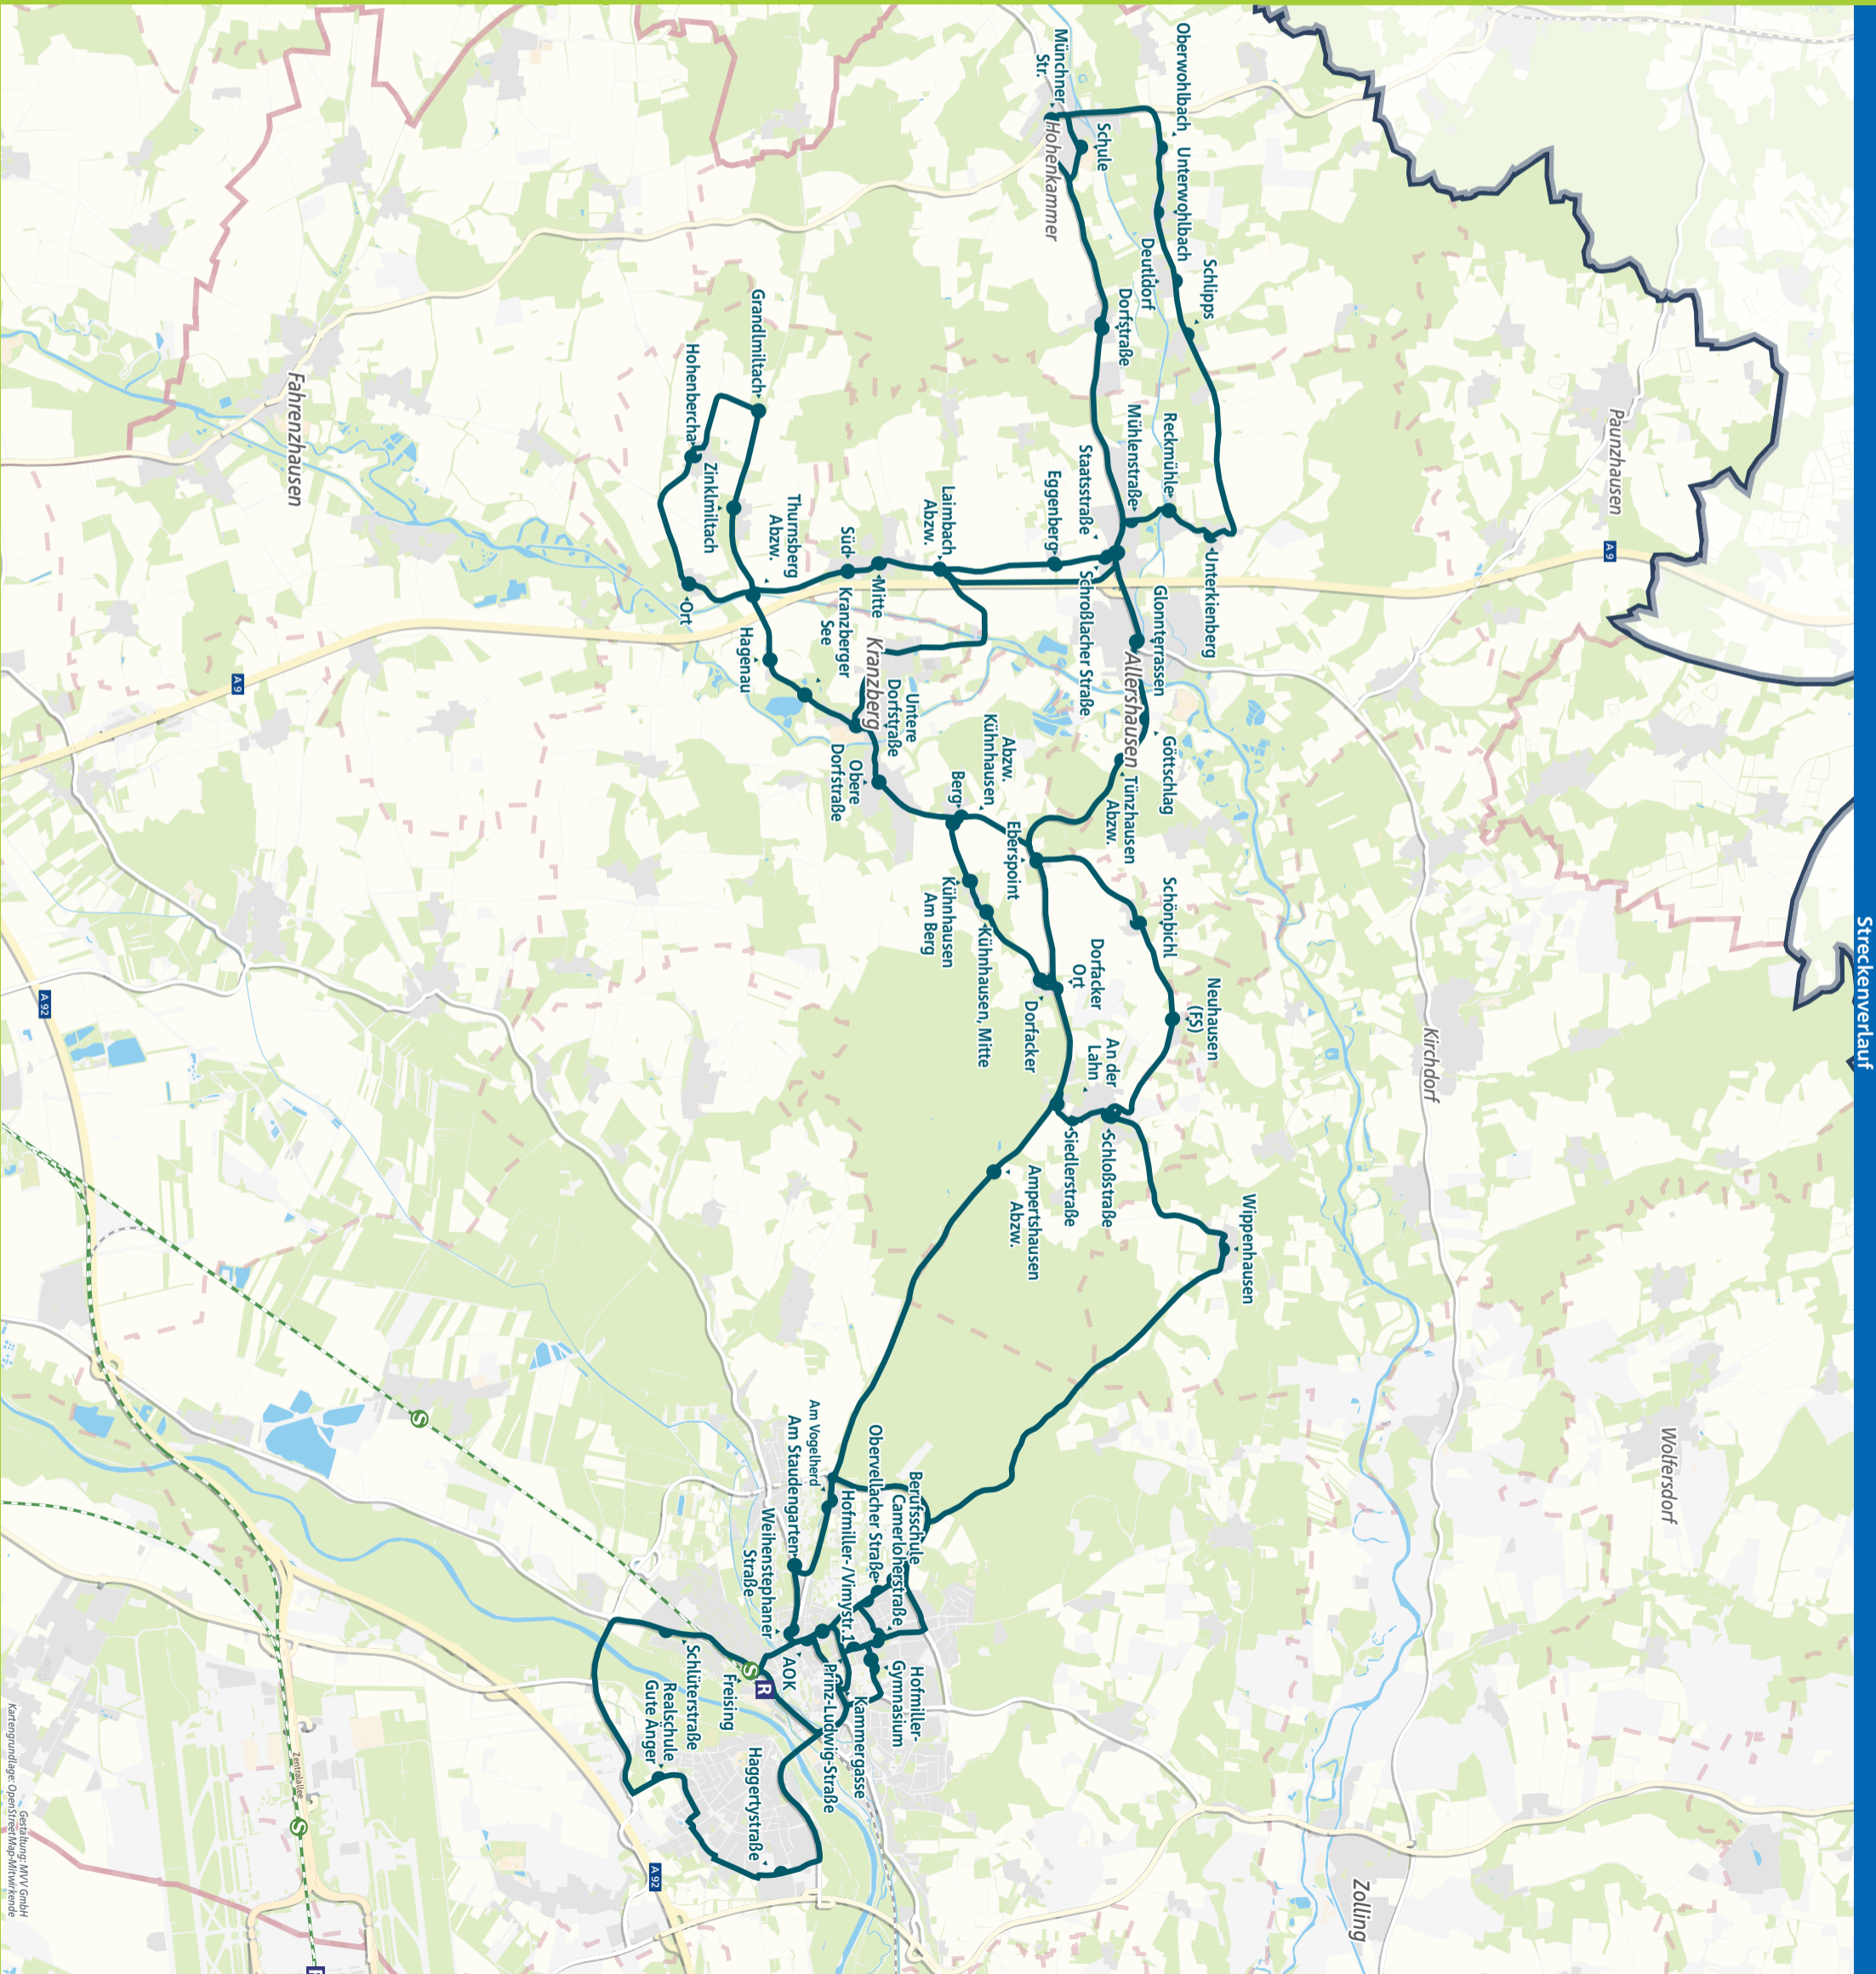 Streckenverlauf
Paunzhausen
A 9
Kirchdorf
Wolfersdorf
Zolling
Oberwohlbach
Unterwohlbach
Schlipps
Deutldorf
Münchner
Str.
Hohenkammer
Schule
Dorfstraße
Reckmühle
Mühlenstraße
Unterkienberg
Staatsstraße
Eggenberg
Schroßlacher Straße
Glonnterrassen
Allershausen
Göttschlag
Tünzhausen
Abzw.
Laimbach
Abzw.
Grandlmiltach
Hohenbercha
Zinklmiltach
Thurnsberg
Abzw.
Süd
Mitte
Ort
Kranzberger
See
Hagenau
Kranzberg
Untere
Dorfstraße
Obere
Dorfstraße
Abzw.
Kühnhausen
Berg
Eberspoint
Kühnhausen
Am Berg
Kühnhausen, Mitte
Schönbichl
Neuhausen
(FS)
Dorfacker
Ort
Dorfacker
An der
Lahn
Siedlerstraße
Schloßstraße
Ampertshausen
Abzw.
Wippenhausen
Fahrenzhausen
A 9
A 92
S
Am Vogelherd
Am Staudengarten
Weihenstephaner
Straße
Berufsschule
Camerloherstraße
Obervellacher Straße
Hofmiller-/Vimystr.1
Hofmiller-
Gymnasium
Kammergasse
Prinz-Ludwig-Straße
AOK
S
R
Freising
Schlüterstraße
Realschule
Gute Änger
Haggertystraße
A 92
Zentralallee
S
Gestaltung: MVV GmbH
Kartengrundlage: OpenStreetMap-Mitwirkende